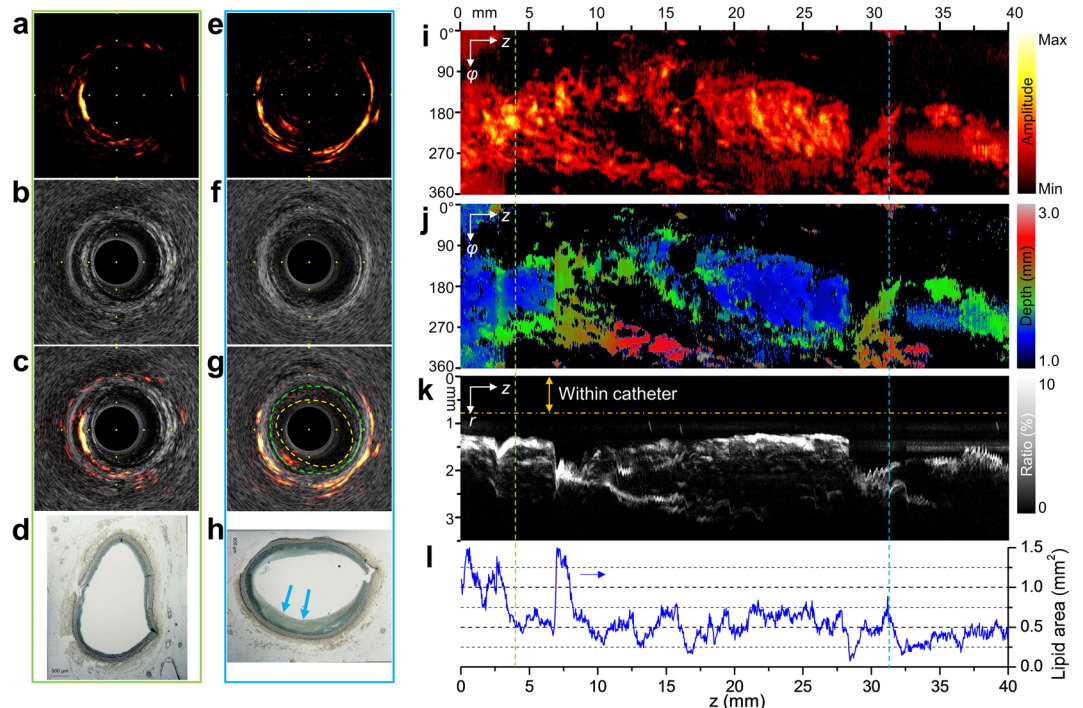 a
b
c
d
500 µm
e
f
g
h
500 µm
0 mm 5 10 15 20 25 30 35 40
i
0°
90
180
270
360
z
φ
Max
Amplitude
Min
j
0°
90
180
270
360
z
φ
3.0
Depth (mm)
1.0
k
0
mm
1
2
3
z
r
Within catheter
10
Ratio (%)
0
l
1.5
1.0
0.5
0.0
Lipid area (mm²)
0 5 10 15 20 25 30 35 40
z (mm)